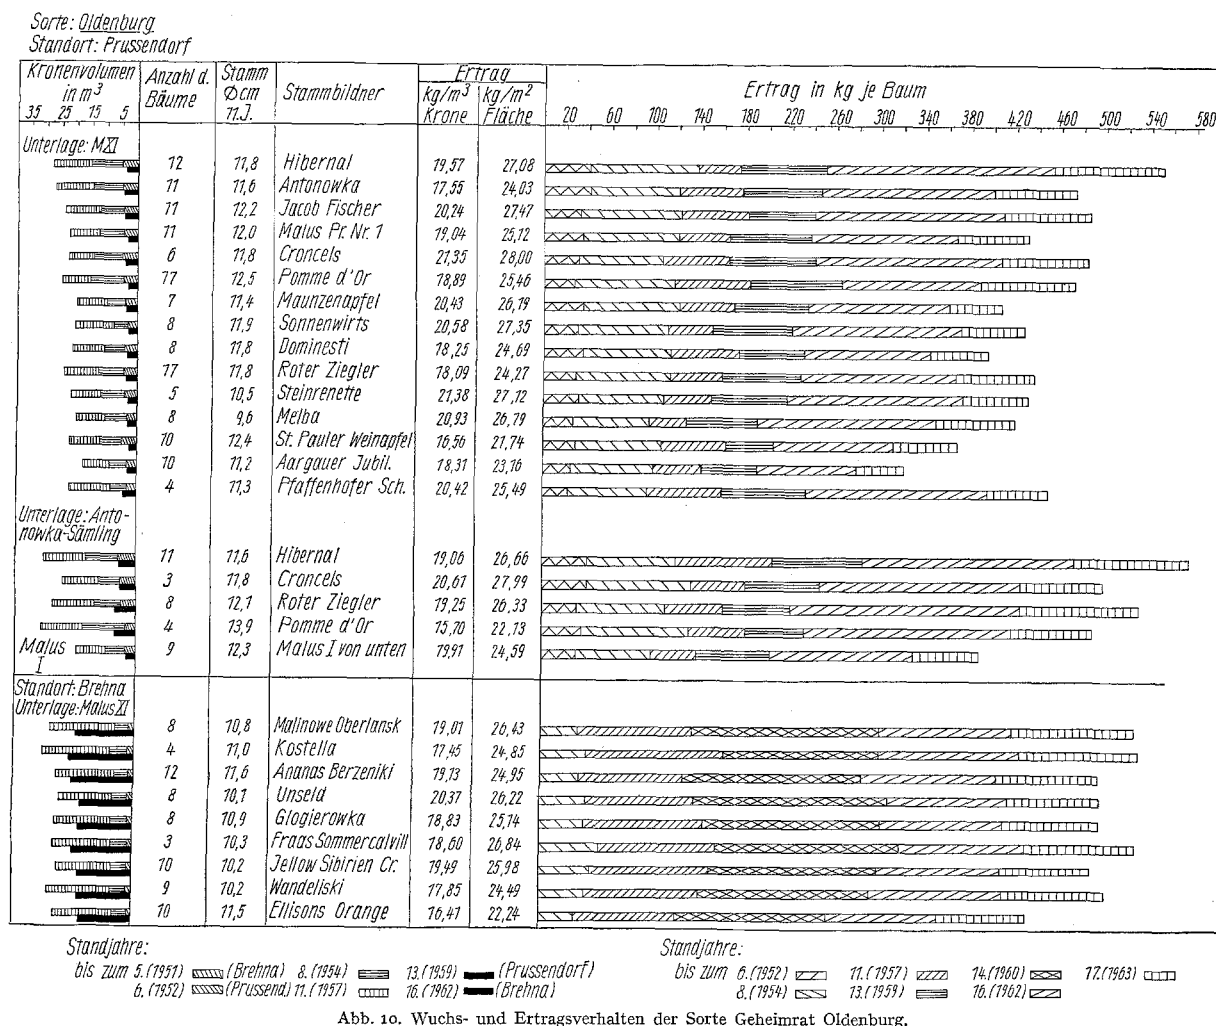 Sorte: Oldenburg
Standort: Prussendorf
Kronenvolumen in m³ Anzahl d. Bäume Stamm Ø cm 11.J. Stammbildner Ertrag kg/m³ Krone kg/m² Fläche Ertrag in kg je Baum
35 25 15 5 20 60 100 140 180 220 260 300 340 380 420 460 500 540 580
Unterlage: M XI
12 11,8 Hibernal 19,57 27,08
11 11,6 Antonowka 17,55 24,03
11 12,2 Jacob Fischer 20,24 27,47
11 12,0 Malus Pr. Nr. 1 19,04 25,12
6 11,8 Croncels 21,35 28,00
17 12,5 Pomme d'Or 18,89 25,46
7 11,4 Maunzenapfel 20,43 26,19
8 11,9 Sonnenwirts 20,58 27,35
8 11,8 Dominesti 18,25 24,69
17 11,8 Roter Ziegler 18,09 24,27
5 10,5 Steinrenette 21,38 27,12
8 9,6 Melba 20,93 26,79
10 12,4 St. Pauler Weinapfel 16,56 21,74
10 11,2 Aargauer Jubil. 18,31 23,16
4 11,3 Pfaffenhofer Sch. 20,42 25,49
Unterlage: Anto-
nowka-Sämling
11 11,6 Hibernal 19,06 26,66
3 11,8 Croncels 20,61 27,99
8 12,1 Roter Ziegler 19,25 26,33
4 13,9 Pomme d'Or 15,70 22,13
Malus I 9 12,3 Malus I von unten 19,91 24,59
Standort: Brehna
Unterlage: Malus XI
8 10,8 Malinowe Oberlansk 19,01 26,43
4 11,0 Kostella 17,45 24,85
12 11,6 Ananas Berzeniki 19,13 24,95
8 10,1 Unseld 20,37 26,22
8 10,9 Glogierowka 18,83 25,74
3 10,3 Fraas Sommercalvill 18,60 26,84
10 10,2 Jellow Sibirien Cr. 19,49 25,98
9 10,2 Wandeliski 17,85 24,49
10 11,5 Ellisons Orange 16,41 22,24
Standjahre: Standjahre:
bis zum 5. (1951) (Brehna) 8. (1954) 13. (1959) (Prussendorf) bis zum 6. (1952) 11. (1957) 14. (1960) 17. (1963)
6. (1952) (Prussend.) 11. (1957) 16. (1962) (Brehna) 8. (1954) 13. (1959) 16. (1962)
Abb. 10. Wuchs- und Ertragsverhalten der Sorte Geheimrat Oldenburg.